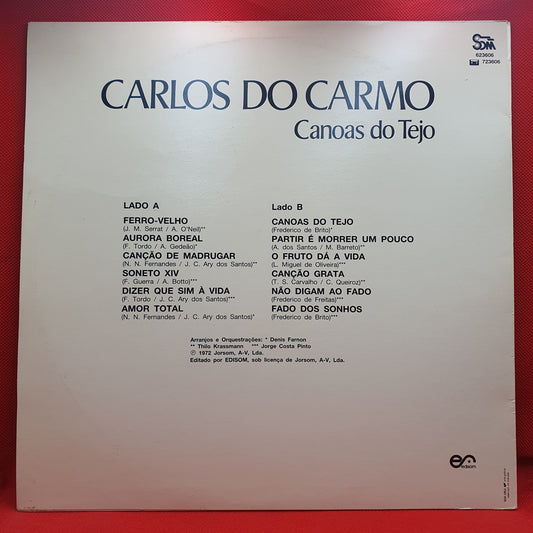 SDM
623606
723606
CARLOS DO CARMO
Canoas do Tejo
LADO A
FERRO-VELHO
(J. M. Serrat / A. O'Neil)**
AURORA BOREAL
(F. Tordo / A. Gedeão)*
CANÇÃO DE MADRUGAR
(N. N. Fernandes / J. C. Ary dos Santos)**
SONETO XIV
(F. Guerra / A. Botto)***
DIZER QUE SIM À VIDA
(F. Tordo / J. C. Ary dos Santos)***
AMOR TOTAL
(N. N. Fernandes / J. C. Ary dos Santos)*
Lado B
CANOAS DO TEJO
(Frederico de Brito)*
PARTIR É MORRER UM POUCO
(A. dos Santos / M. Barreto)**
O FRUTO DÁ A VIDA
(L. Miguel de Oliveira)***
CANÇÃO GRATA
(T. S. Carvalho / C. Queiroz)**
NÃO DIGAM AO FADO
(Frederico de Freitas)***
FADO DOS SONHOS
(Frederico de Brito)***
Arranjos e Orquestrações: * Denis Farnon
** Thilo Krassmann *** Jorge Costa Pinto
Ⓟ 1972 Jorsom, A-V, Lda.
Editado por EDISOM, sob licença de Jorsom, A-V, Lda.
edisom